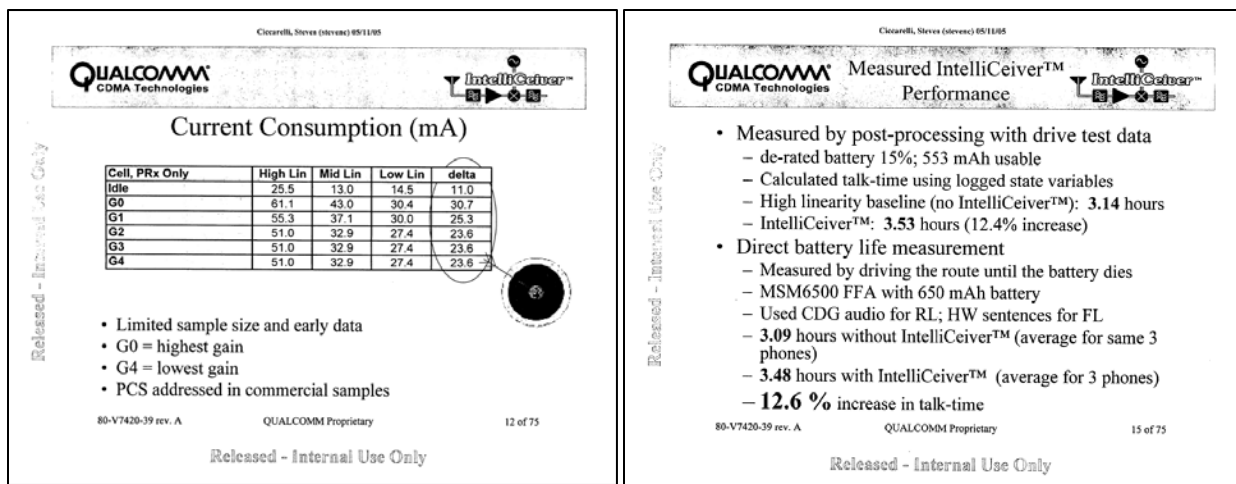 Ciccarelli, Steven (stevenc) 05/11/05
QUALCOMM®
CDMA Technologies
IntelliCeiver™
Current Consumption (mA)
Cell, PRx Only High Lin Mid Lin Low Lin delta
Idle 25.5 13.0 14.5 11.0
G0 61.1 43.0 30.4 30.7
G1 55.3 37.1 30.0 25.3
G2 51.0 32.9 27.4 23.6
G3 51.0 32.9 27.4 23.6
G4 51.0 32.9 27.4 23.6
• Limited sample size and early data
• G0 = highest gain
• G4 = lowest gain
• PCS addressed in commercial samples
80-V7420-39 rev. A QUALCOMM Proprietary 12 of 75
Released - Internal Use Only
Released - Internal Use Only
Ciccarelli, Steven (stevenc) 05/11/05
QUALCOMM®
CDMA Technologies
Measured IntelliCeiver™
Performance
IntelliCeiver™
• Measured by post-processing with drive test data
– de-rated battery 15%; 553 mAh usable
– Calculated talk-time using logged state variables
– High linearity baseline (no IntelliCeiver™): 3.14 hours
– IntelliCeiver™: 3.53 hours (12.4% increase)
• Direct battery life measurement
– Measured by driving the route until the battery dies
– MSM6500 FFA with 650 mAh battery
– Used CDG audio for RL; HW sentences for FL
– 3.09 hours without IntelliCeiver™ (average for same 3
phones)
– 3.48 hours with IntelliCeiver™ (average for 3 phones)
– 12.6 % increase in talk-time
80-V7420-39 rev. A QUALCOMM Proprietary 15 of 75
Released - Internal Use Only
Released - Internal Use Only